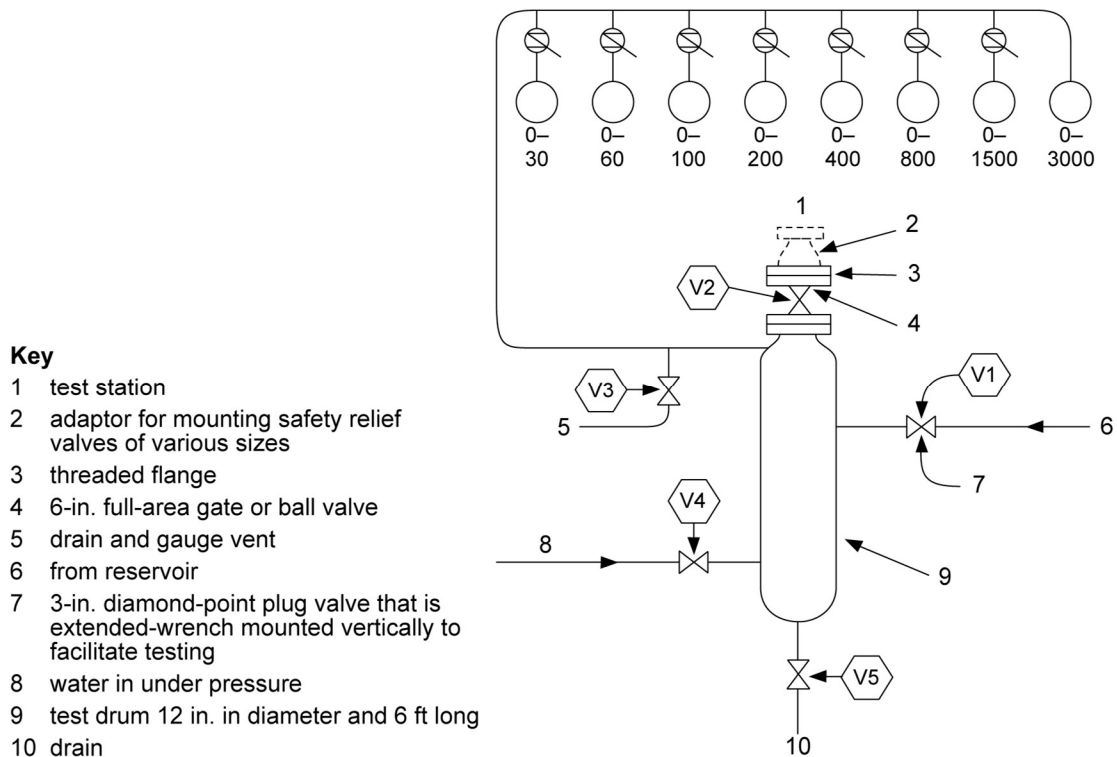 0– 0– 0– 0– 0– 0– 0– 0–
30 60 100 200 400 800 1500 3000
1
2
3
V2
4
V3
V1
5
6
7
V4
8
9
V5
10
Key
1 test station
2 adaptor for mounting safety relief
valves of various sizes
3 threaded flange
4 6-in. full-area gate or ball valve
5 drain and gauge vent
6 from reservoir
7 3-in. diamond-point plug valve that is
extended-wrench mounted vertically to
facilitate testing
8 water in under pressure
9 test drum 12 in. in diameter and 6 ft long
10 drain